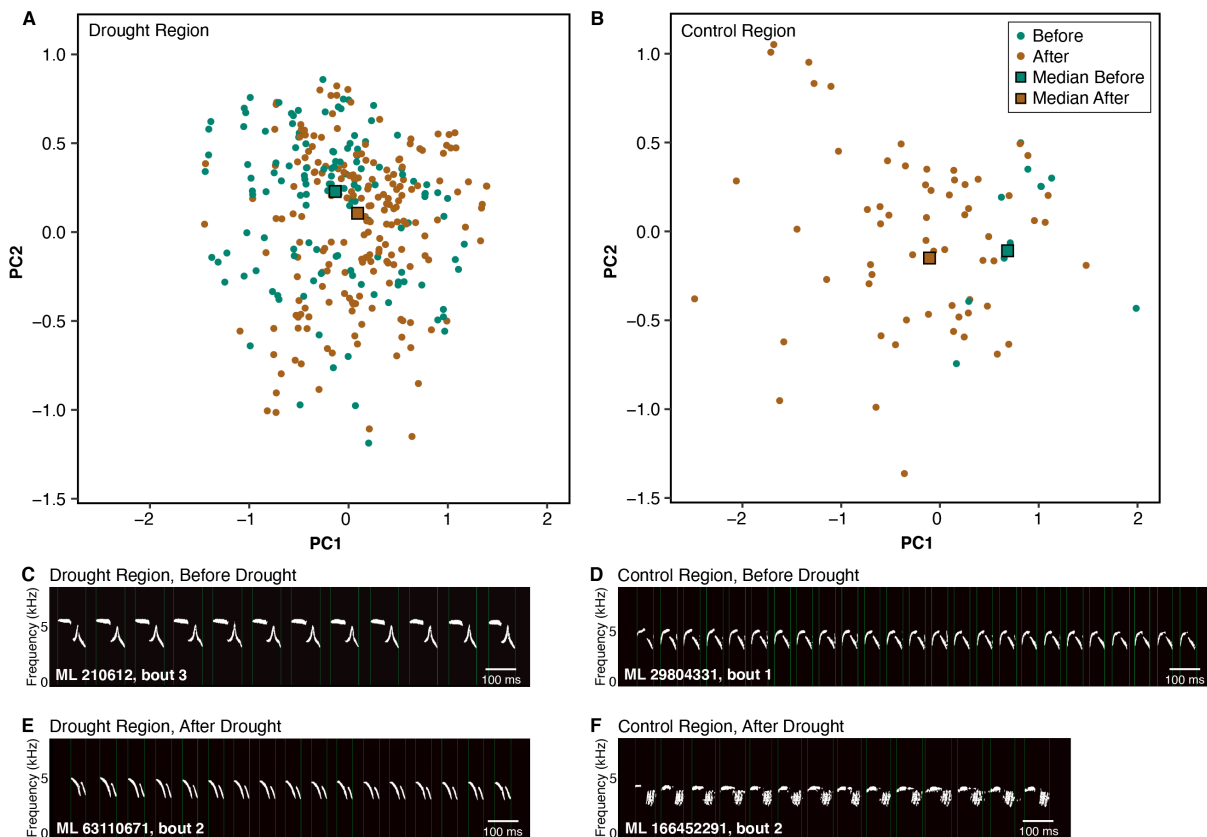 A
Drought Region
1.0
0.5
0.0
−0.5
−1.0
−1.5
PC2
−2
−1
0
1
2
PC1
B
Control Region
Before
After
Median Before
Median After
1.0
0.5
0.0
−0.5
−1.0
−1.5
PC2
−2
−1
0
1
2
PC1
C Drought Region, Before Drought
Frequency (kHz)
5
0
ML 210612, bout 3
100 ms
D Control Region, Before Drought
Frequency (kHz)
5
0
ML 29804331, bout 1
100 ms
E Drought Region, After Drought
Frequency (kHz)
5
0
ML 63110671, bout 2
100 ms
F Control Region, After Drought
Frequency (kHz)
5
0
ML 166452291, bout 2
100 ms